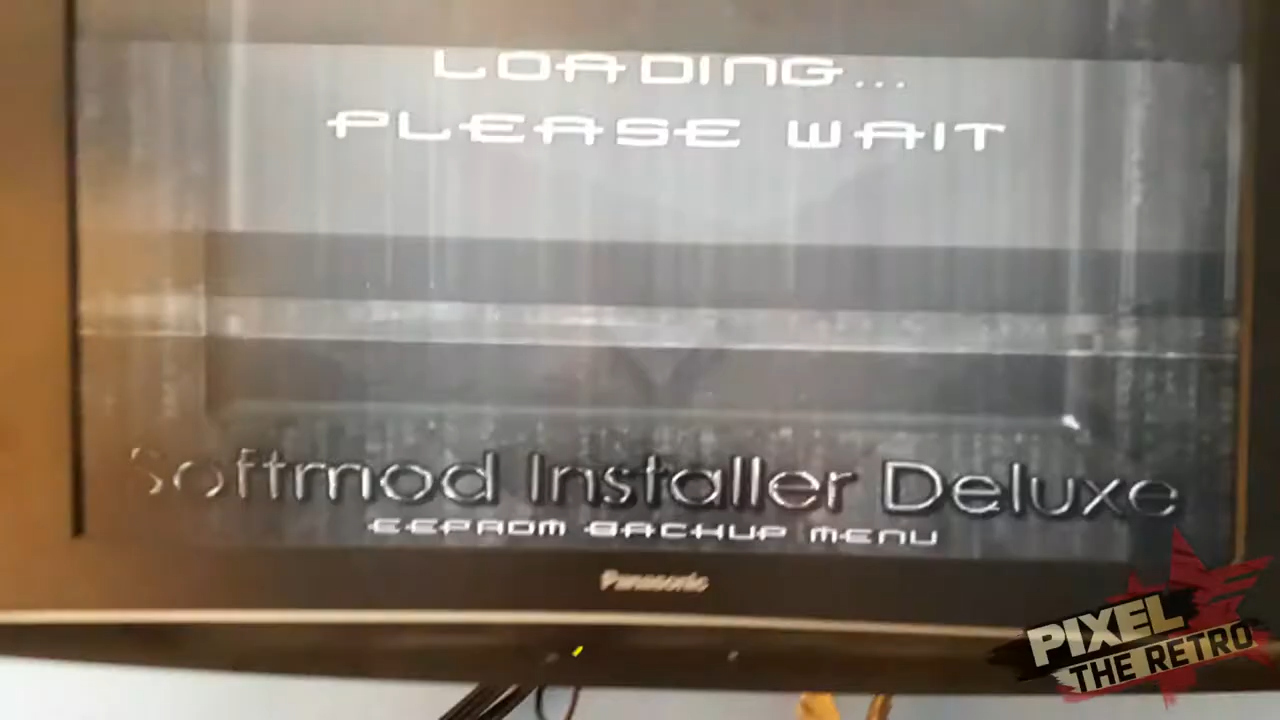 LOADING...
PLEASE WAIT
Softmod Installer Deluxe
EEPROM BACKUP MENU
Panasonic
PIXEL
THE RETRO